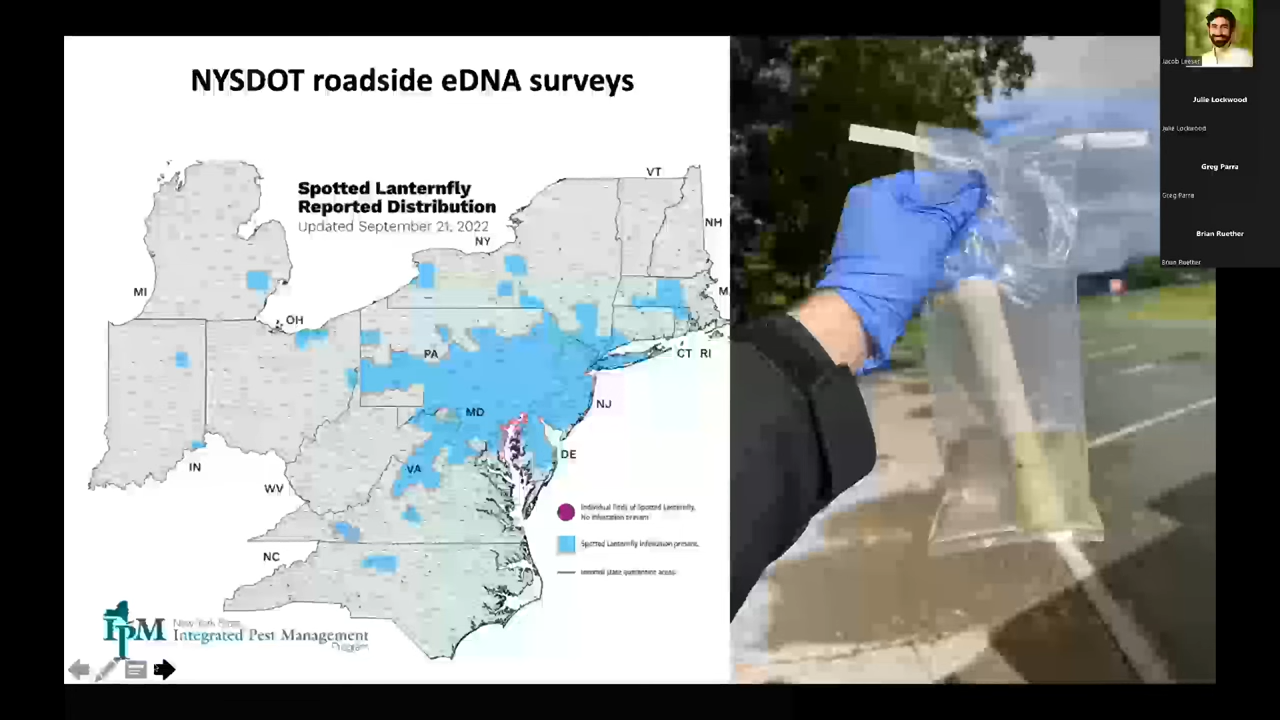 NYSDOT roadside eDNA surveys
Spotted Lanternfly
Reported Distribution
Updated September 21, 2022
VT
NY
NH
MI
M
OH
PA
CT RI
MD
NJ
DE
IN
VA
WV
NC
Individual finds of Spotted Lanternfly,
No infestation present.
Spotted Lanternfly infestation present.
Internal state quarantine areas
IPM
New York State
Integrated Pest Management
Program
Jacob Leeser
Julie Lockwood
Julie Lockwood
Greg Parra
Greg Parra
Brian Ruether
Brian Ruether